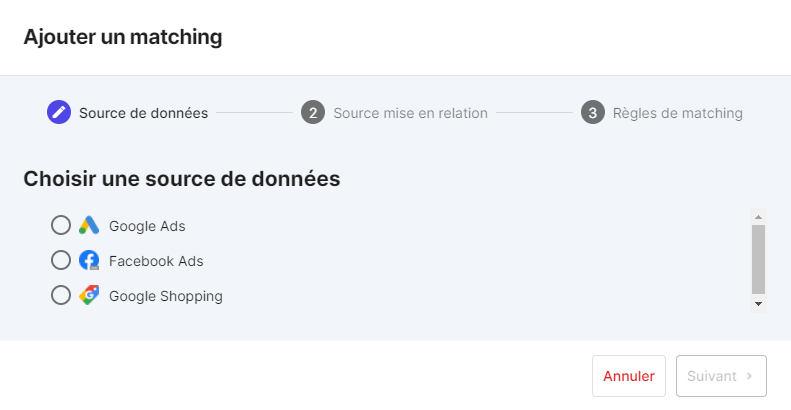 Ajouter un matching
Source de données
2 Source mise en relation
3 Règles de matching
Choisir une source de données
Google Ads
Facebook Ads
Google Shopping
Annuler
Suivant